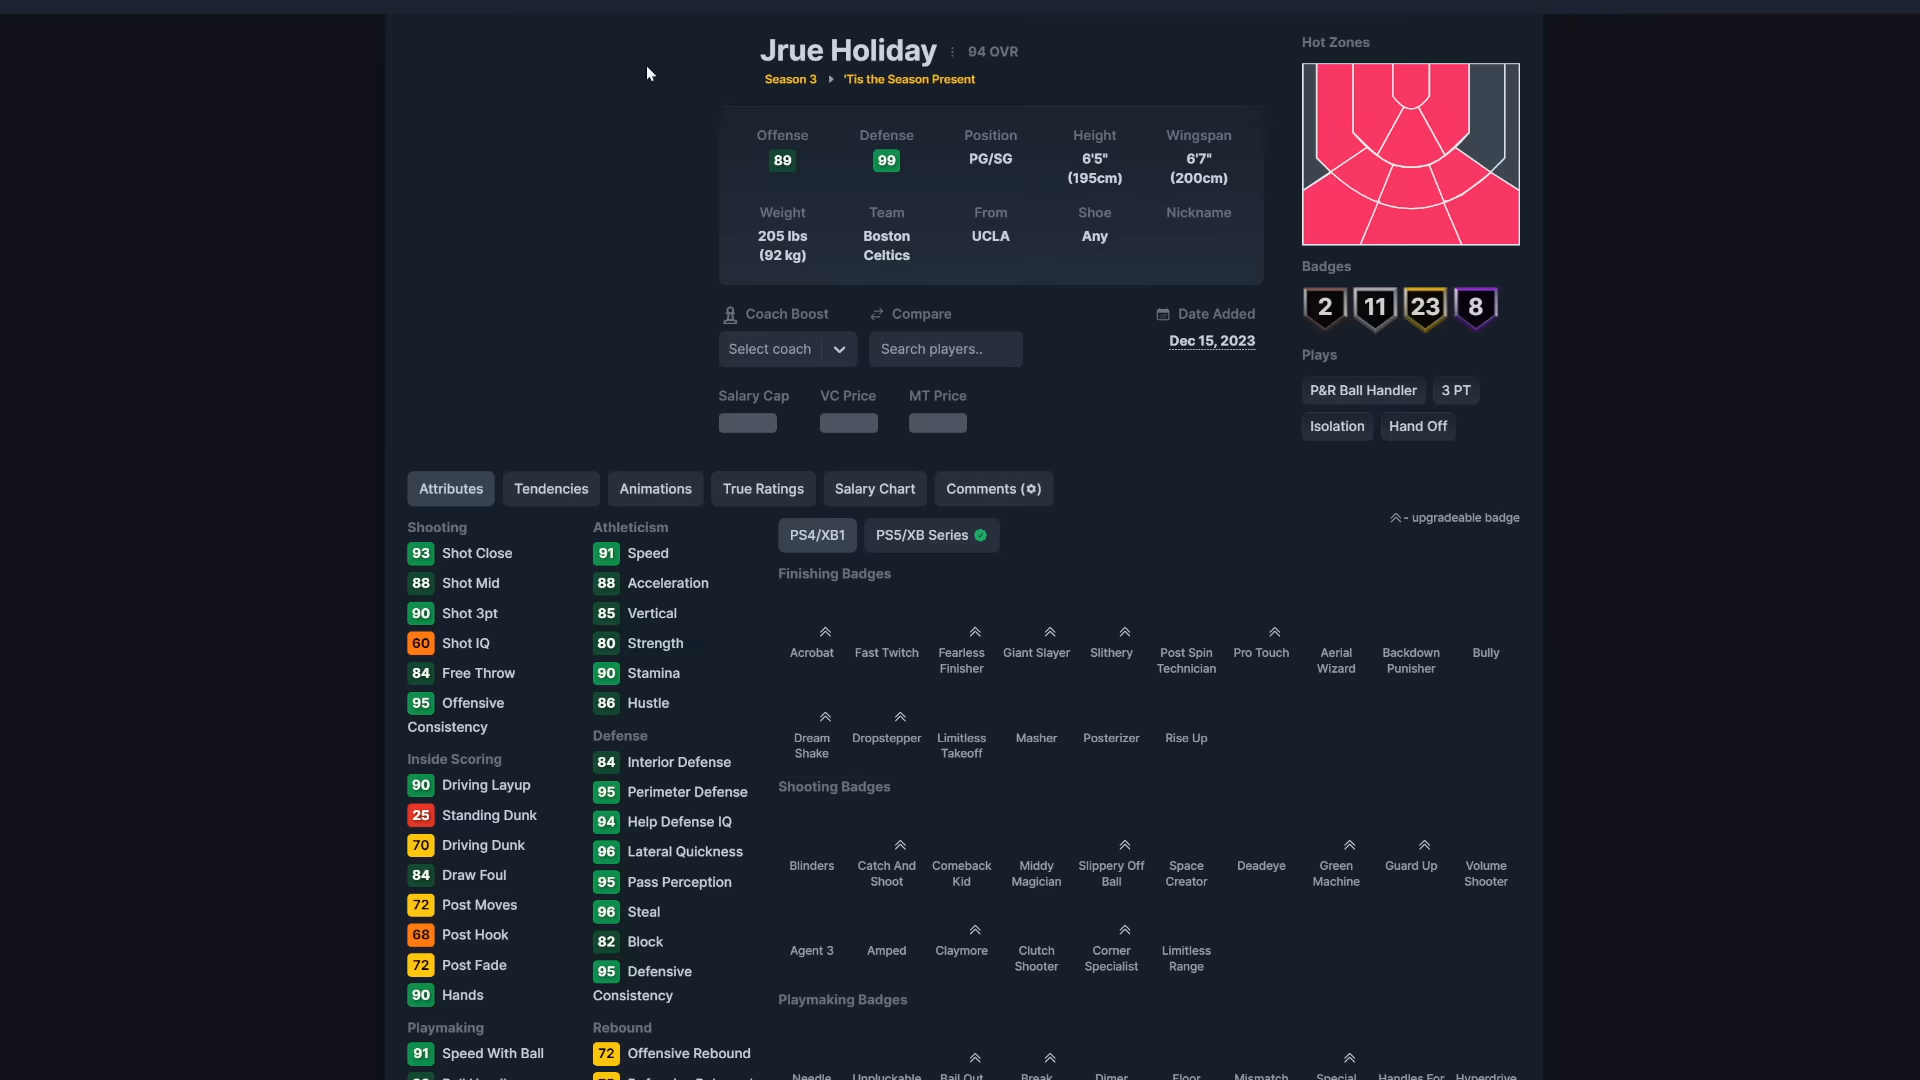 Jrue Holiday : 94 OVR
Season 3 'Tis the Season Present
Offense Defense Position Height Wingspan
89 99 PG/SG 6'5" 6'7"
(195cm) (200cm)
Weight Team From Shoe Nickname
205 lbs Boston UCLA Any
(92 kg) Celtics
Coach Boost Compare Date Added
Select coach Search players.. Dec 15, 2023
Salary Cap VC Price MT Price
Hot Zones
Badges
2 11 23 8
Plays
P&R Ball Handler 3 PT
Isolation Hand Off
Attributes Tendencies Animations True Ratings Salary Chart Comments ()
- upgradeable badge
Shooting
93 Shot Close
88 Shot Mid
90 Shot 3pt
60 Shot IQ
84 Free Throw
95 Offensive
Consistency
Inside Scoring
90 Driving Layup
25 Standing Dunk
70 Driving Dunk
84 Draw Foul
72 Post Moves
68 Post Hook
72 Post Fade
90 Hands
Playmaking
91 Speed With Ball
Athleticism
91 Speed
88 Acceleration
85 Vertical
80 Strength
90 Stamina
86 Hustle
Defense
84 Interior Defense
95 Perimeter Defense
94 Help Defense IQ
96 Lateral Quickness
95 Pass Perception
96 Steal
82 Block
95 Defensive
Consistency
Rebound
72 Offensive Rebound
PS4/XB1 PS5/XB Series
Finishing Badges
Acrobat Fast Twitch Fearless Giant Slayer Slithery Post Spin Pro Touch Aerial Backdown Bully
Finisher Technician Wizard Punisher
Dream Dropstepper Limitless Masher Posterizer Rise Up
Shake Takeoff
Shooting Badges
Blinders Catch And Comeback Middy Slippery Off Space Deadeye Green Guard Up Volume
Shoot Kid Magician Ball Creator Machine Shooter
Agent 3 Amped Claymore Clutch Corner Limitless
Shooter Specialist Range
Playmaking Badges
Needle Unpluckable Bail Out Break Dimer Floor Mismatch Special Handles For Hyperdrive